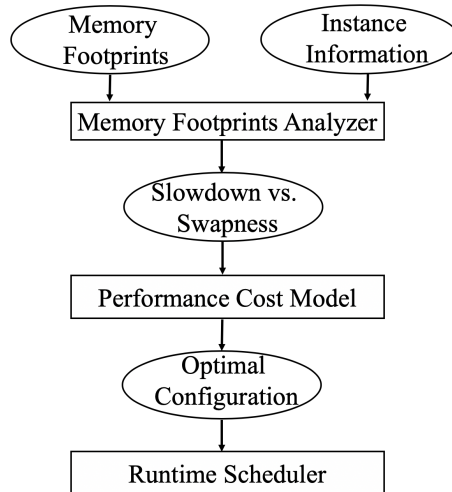 Memory
Footprints
Instance
Information
Memory Footprints Analyzer
Slowdown vs.
Swapness
Performance Cost Model
Optimal
Configuration
Runtime Scheduler